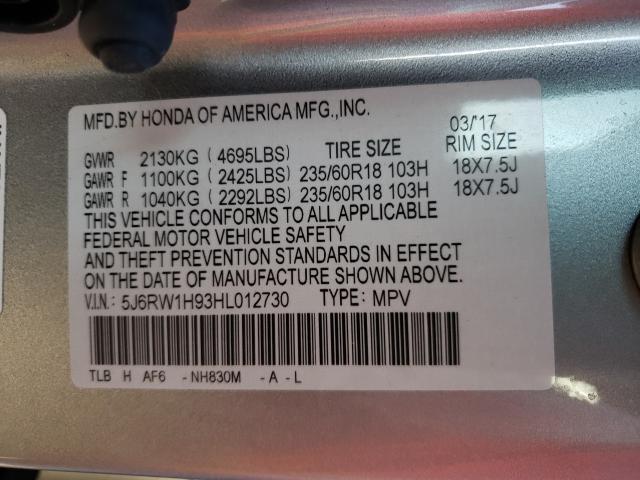 MFD.BY HONDA OF AMERICA MFG.,INC. 03/'17
GVWR 2130KG (4695LBS) TIRE SIZE RIM SIZE
GAWR F 1100KG (2425LBS) 235/60R18 103H 18X7.5J
GAWR R 1040KG (2292LBS) 235/60R18 103H 18X7.5J
THIS VEHICLE CONFORMS TO ALL APPLICABLE
FEDERAL MOTOR VEHICLE SAFETY
AND THEFT PREVENTION STANDARDS IN EFFECT
ON THE DATE OF MANUFACTURE SHOWN ABOVE.
V.I.N.: 5J6RW1H93HL012730 TYPE: MPV
TLB H AF6 -NH830M -A -L